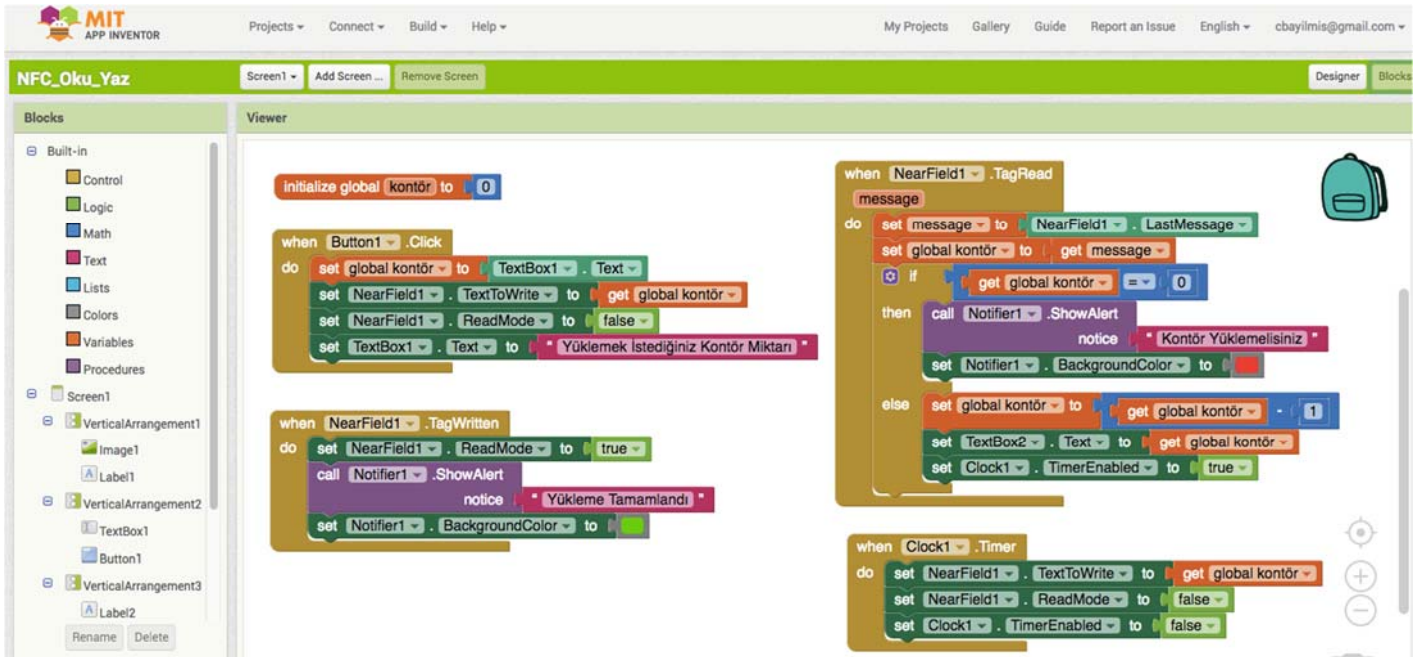 MIT
APP INVENTOR
Projects Connect Build Help My Projects Gallery Guide Report an Issue English cbayilmis@gmail.com
NFC_Oku_Yaz Screen1 Add Screen ... Remove Screen Designer Blocks
Blocks
Built-in
Control
Logic
Math
Text
Lists
Colors
Variables
Procedures
Screen1
VerticalArrangement1
Image1
Label1
VerticalArrangement2
TextBox1
Button1
VerticalArrangement3
Label2
Rename Delete
Viewer
initialize global kontör to 0
when Button1 .Click
do set global kontör to TextBox1 . Text
set NearField1 . TextToWrite to get global kontör
set NearField1 . ReadMode to false
set TextBox1 . Text to " Yüklemek İstediğiniz Kontör Miktarı "
when NearField1 .TagWritten
do set NearField1 . ReadMode to true
call Notifier1 .ShowAlert
notice " Yükleme Tamamlandı "
set Notifier1 . BackgroundColor to
when NearField1 .TagRead
message
do set message to NearField1 . LastMessage
set global kontör to get message
if get global kontör = 0
then call Notifier1 .ShowAlert
notice " Kontör Yüklemelisiniz "
set Notifier1 . BackgroundColor to
else set global kontör to get global kontör - 1
set TextBox2 . Text to get global kontör
set Clock1 . TimerEnabled to true
when Clock1 .Timer
do set NearField1 . TextToWrite to get global kontör
set NearField1 . ReadMode to false
set Clock1 . TimerEnabled to false